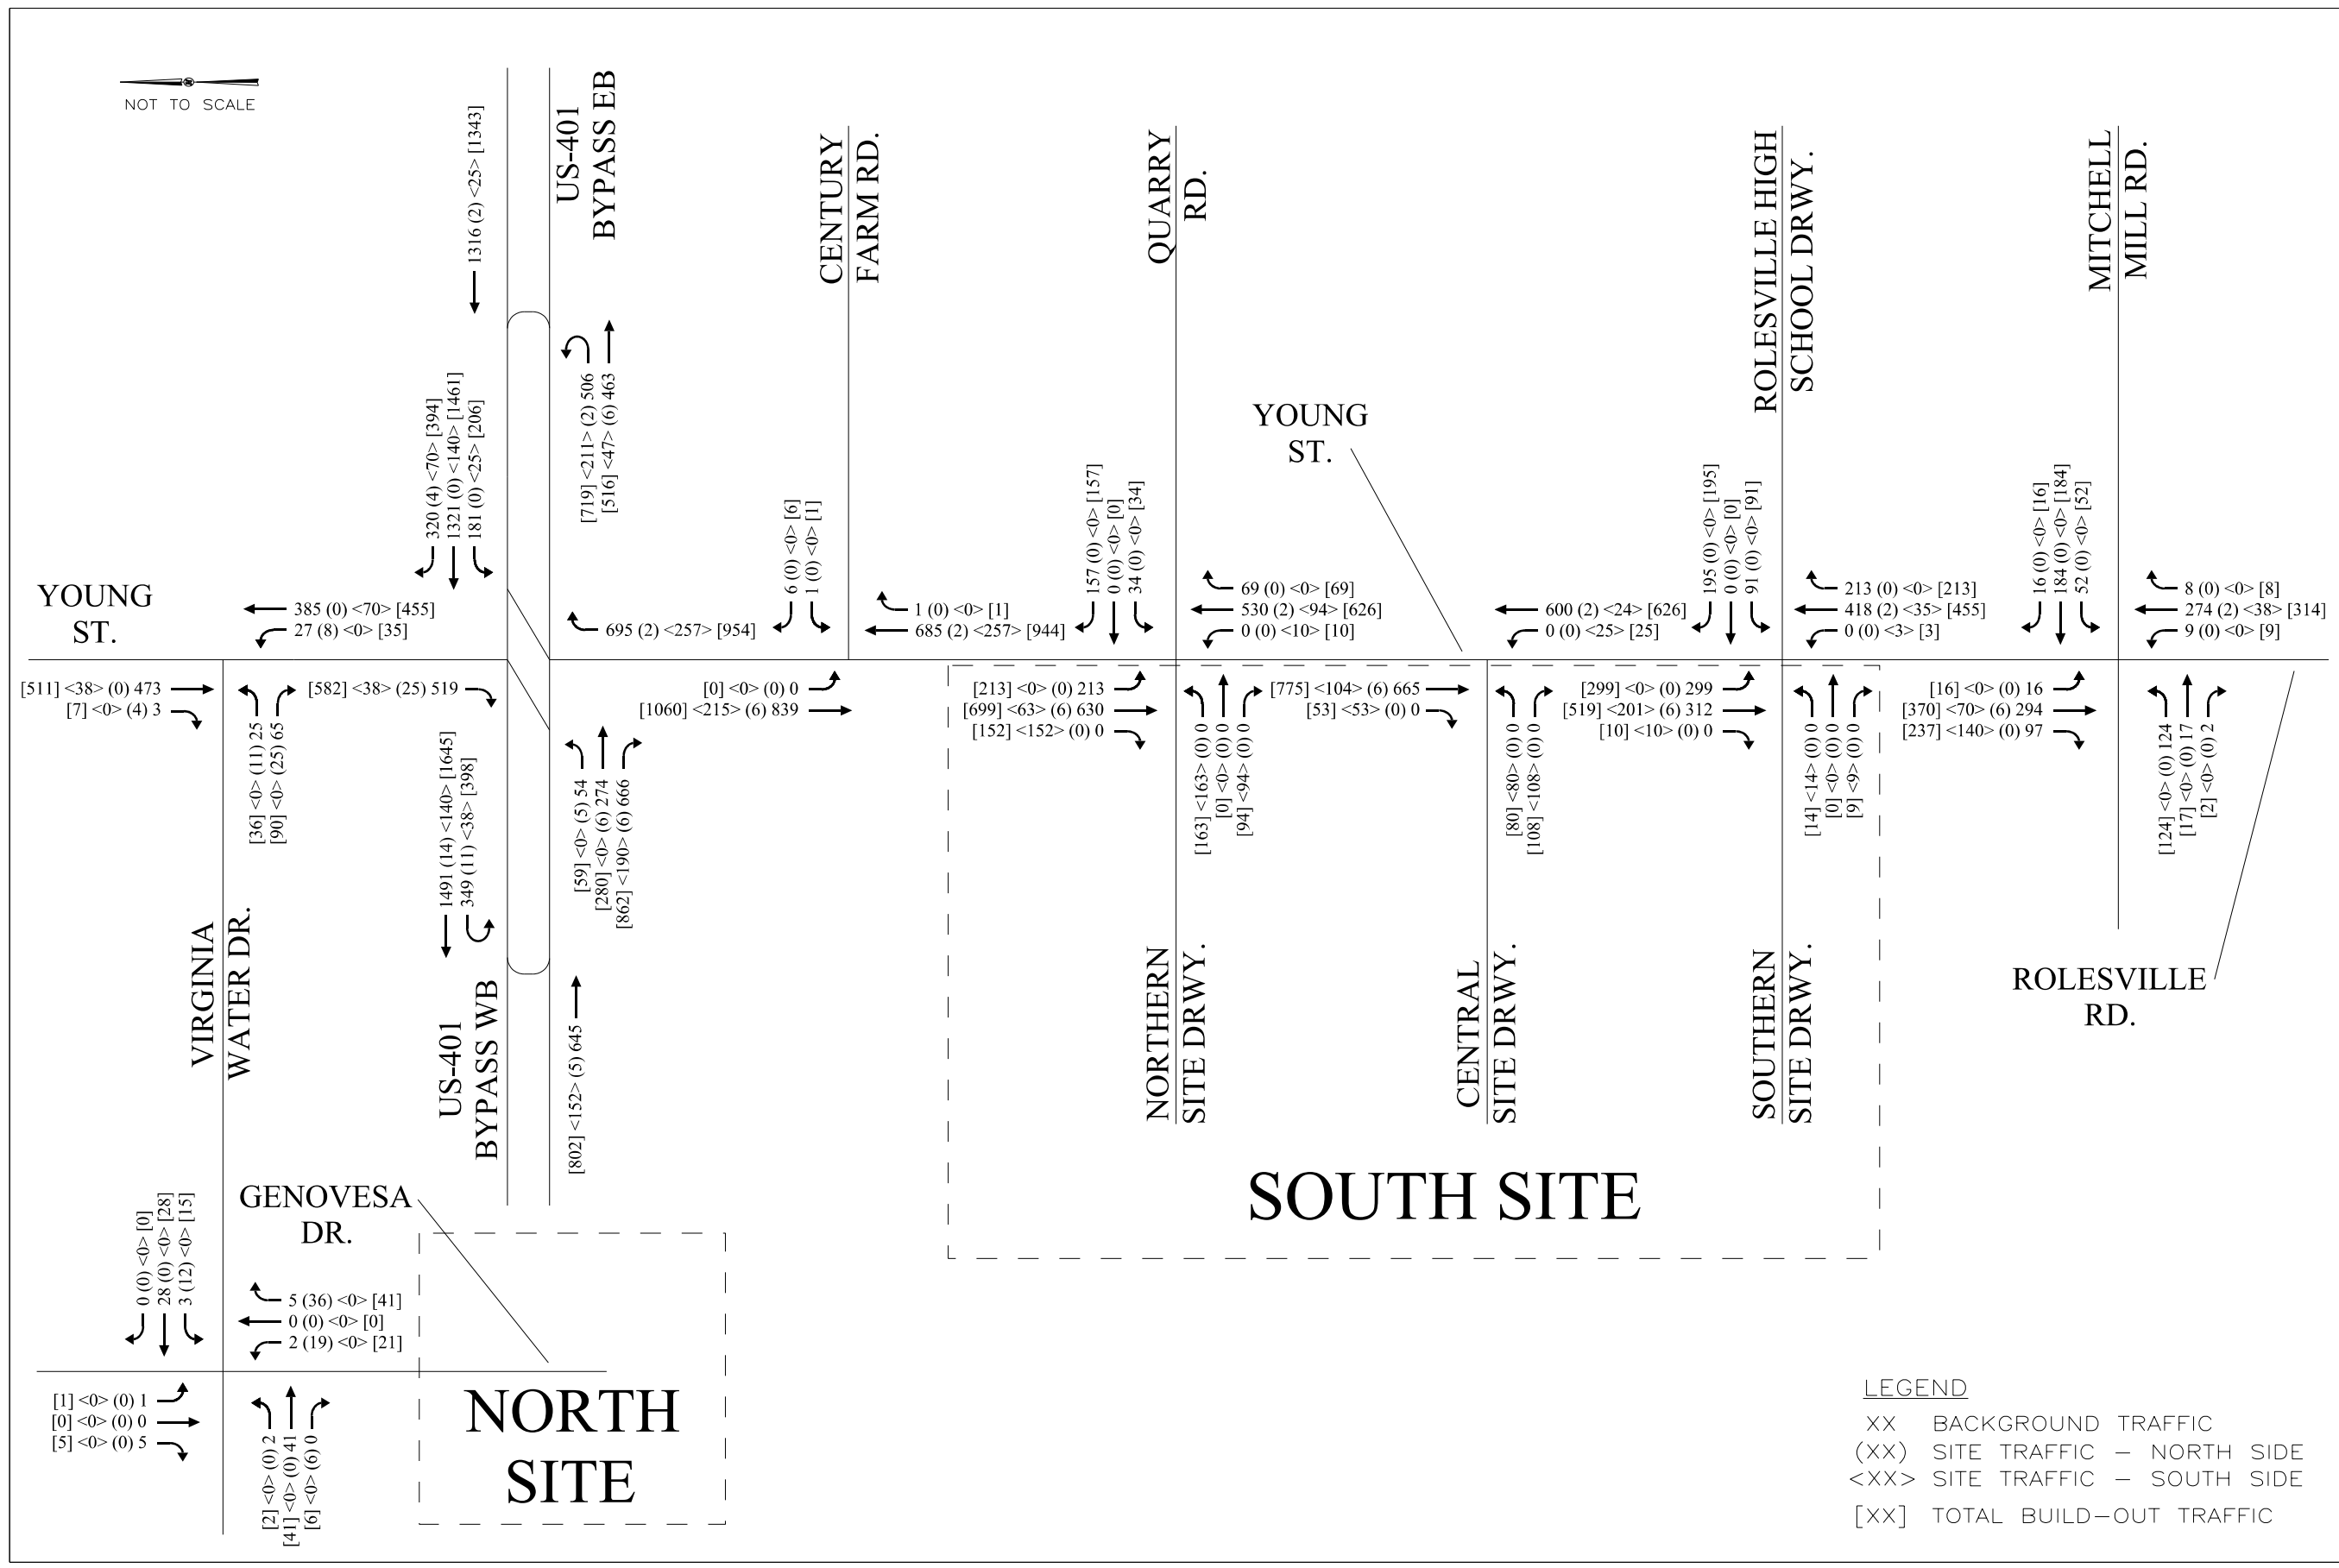 NOT TO SCALE
1316 (2) <25> [1343]
US-401
BYPASS EB
CENTURY
FARM RD.
QUARRY
RD.
ROLESVILLE HIGH
SCHOOL DRWY.
MITCHELL
MILL RD.
YOUNG
ST.
320 (4) <70> [394]
1321 (0) <140> [1461]
181 (0) <25> [206]
[719] <211> (2) 506
[516] <47> (6) 463
6 (0) <0> [6]
1 (0) <0> [1]
157 (0) <0> [157]
0 (0) <0> [0]
34 (0) <0> [34]
195 (0) <0> [195]
0 (0) <0> [0]
91 (0) <0> [91]
16 (0) <0> [16]
184 (0) <0> [184]
52 (0) <0> [52]
YOUNG
ST.
385 (0) <70> [455]
27 (8) <0> [35]
695 (2) <257> [954]
1 (0) <0> [1]
685 (2) <257> [944]
69 (0) <0> [69]
530 (2) <94> [626]
0 (0) <10> [10]
600 (2) <24> [626]
0 (0) <25> [25]
213 (0) <0> [213]
418 (2) <35> [455]
0 (0) <3> [3]
8 (0) <0> [8]
274 (2) <38> [314]
9 (0) <0> [9]
[511] <38> (0) 473
[7] <0> (4) 3
[36] <0> (11) 25
[90] <0> (25) 65
[582] <38> (25) 519
1491 (14) <140> [1645]
349 (11) <38> [398]
[59] <0> (5) 54
[280] <0> (6) 274
[862] <190> (6) 666
[0] <0> (0) 0
[1060] <215> (6) 839
[213] <0> (0) 213
[699] <63> (6) 630
[152] <152> (0) 0
[163] <163> (0) 0
[0] <0> (0) 0
[94] <94> (0) 0
[775] <104> (6) 665
[53] <53> (0) 0
[80] <80> (0) 0
[108] <108> (0) 0
[299] <0> (0) 299
[519] <201> (6) 312
[10] <10> (0) 0
[14] <14> (0) 0
[0] <0> (0) 0
[9] <9> (0) 0
[16] <0> (0) 16
[370] <70> (6) 294
[237] <140> (0) 97
[124] <0> (0) 124
[17] <0> (0) 17
[2] <0> (0) 2
VIRGINIA
WATER DR.
US-401
BYPASS WB
[802] <152> (5) 645
NORTHERN
SITE DRWY.
CENTRAL
SITE DRWY.
SOUTHERN
SITE DRWY.
ROLESVILLE
RD.
SOUTH SITE
GENOVESA
DR.
0 (0) <0> [0]
28 (0) <0> [28]
3 (12) <0> [15]
5 (36) <0> [41]
0 (0) <0> [0]
2 (19) <0> [21]
[1] <0> (0) 1
[0] <0> (0) 0
[5] <0> (0) 5
[2] <0> (0) 2
[41] <0> (0) 41
[6] <0> (6) 0
NORTH
SITE
LEGEND
XX BACKGROUND TRAFFIC
(XX) SITE TRAFFIC - NORTH SIDE
<XX> SITE TRAFFIC - SOUTH SIDE
[XX] TOTAL BUILD-OUT TRAFFIC